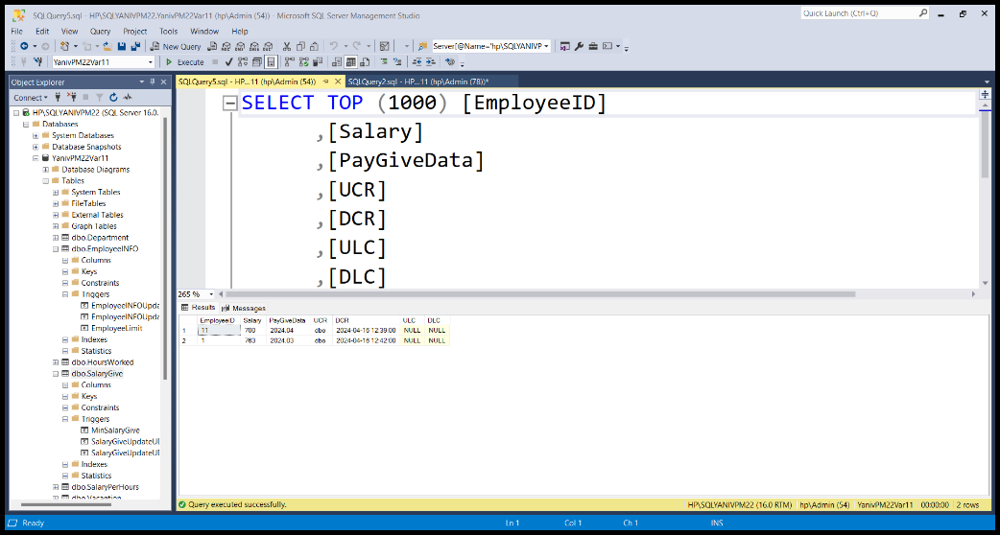 SQLQuery5.sql - HP\SQLYANIVPM22.YanivPM22Var11 (hp\Admin (54)) - Microsoft SQL Server Management Studio
Quick Launch (Ctrl+Q)
File Edit View Query Project Tools Window Help
New Query
Server[@Name='hp\SQLYANIVP
YanivPM22Var11
Execute
Object Explorer
SQLQuery5.sql - HP...11 (hp\Admin (54))
SQLQuery2.sql - HP...11 (hp\Admin (78))*
Connect
HP\SQLYANIVPM22 (SQL Server 16.0.
Databases
System Databases
Database Snapshots
YanivPM22Var11
Database Diagrams
Tables
System Tables
FileTables
External Tables
Graph Tables
dbo.Department
dbo.EmployeeINFO
Columns
Keys
Constraints
Triggers
EmployeeINFOUpda
EmployeeINFOUpda
EmployeeLimit
Indexes
Statistics
dbo.HoursWorked
dbo.SalaryGive
Columns
Keys
Constraints
Triggers
MinSalaryGive
SalaryGiveUpdateUI
SalaryGiveUpdateUI
Indexes
Statistics
dbo.SalaryPerHours
dbo.Vacantion
SELECT TOP (1000) [EmployeeID]
,[Salary]
,[PayGiveData]
,[UCR]
,[DCR]
,[ULC]
,[DLC]
265 %
Results Messages
EmployeeID Salary PayGiveData UCR DCR ULC DLC
1 11 700 2024.04 dbo 2024-04-16 12:39:00 NULL NULL
2 1 763 2024.03 dbo 2024-04-16 12:42:00 NULL NULL
Query executed successfully.
HP\SQLYANIVPM22 (16.0 RTM) hp\Admin (54) YanivPM22Var11 00:00:00 2 rows
Ready
Ln 1 Col 1 Ch 1 INS